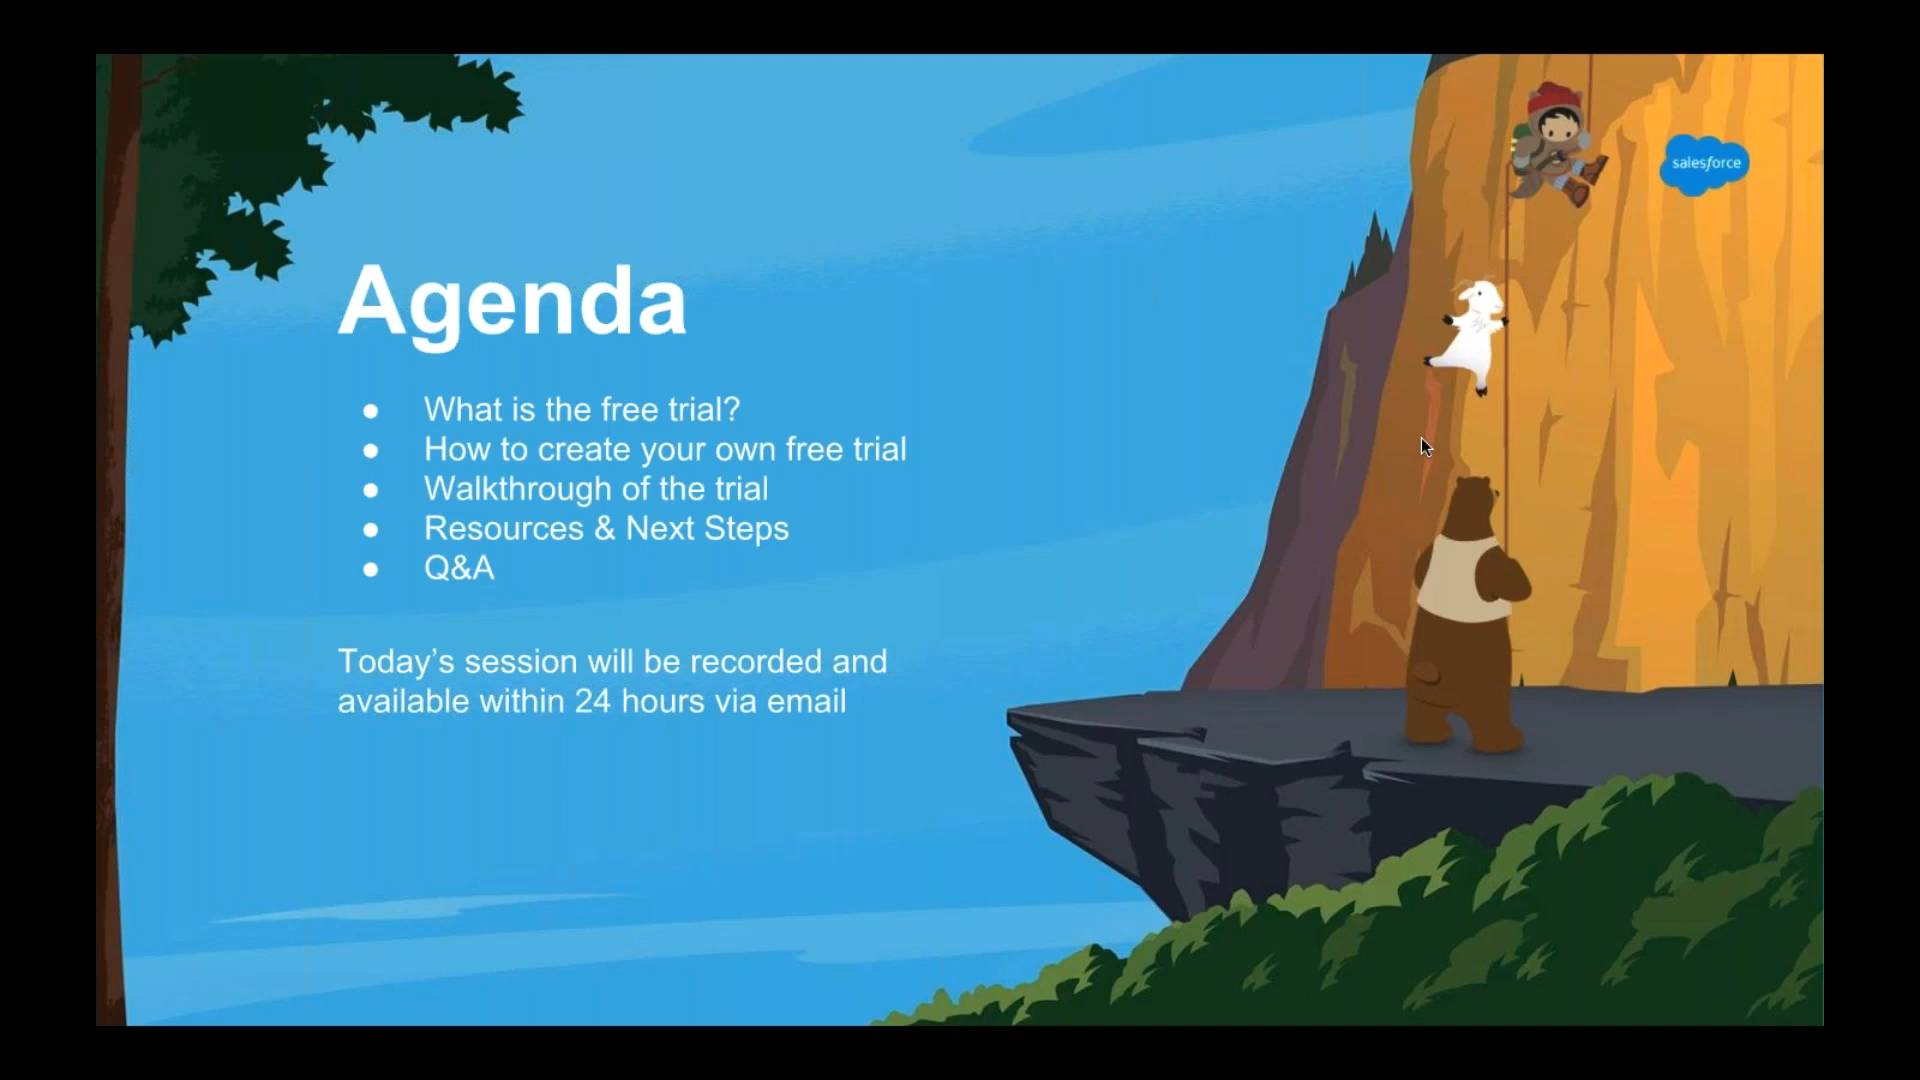 salesforce
Agenda
● What is the free trial?
● How to create your own free trial
● Walkthrough of the trial
● Resources & Next Steps
● Q&A
Today’s session will be recorded and
available within 24 hours via email